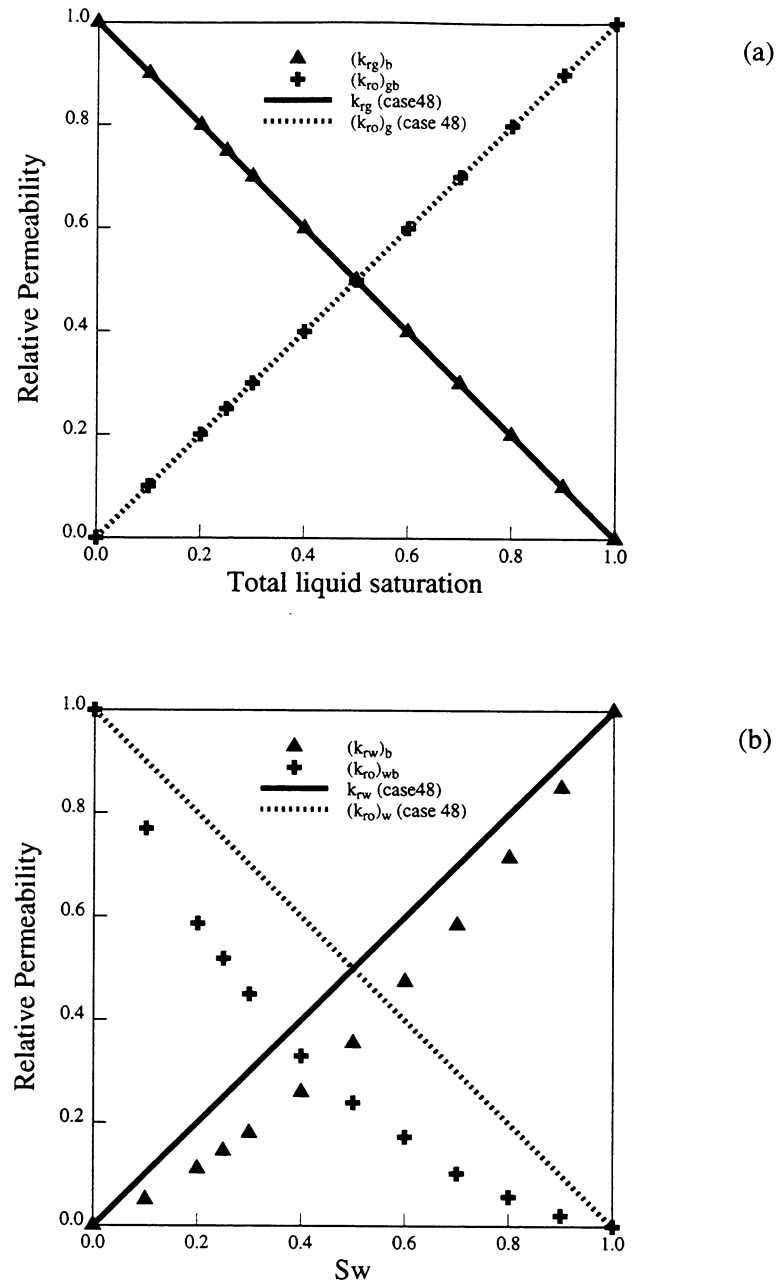 (a)
1.0
0.8
0.6
0.4
0.2
0.0
Relative Permeability
(krg)b
(kro)gb
krg (case48)
(kro)g (case 48)
0.0 0.2 0.4 0.6 0.8 1.0
Total liquid saturation
(b)
1.0
0.8
0.6
0.4
0.2
0.0
Relative Permeability
(krw)b
(kro)wb
krw (case48)
(kro)w (case 48)
0.0 0.2 0.4 0.6 0.8 1.0
Sw